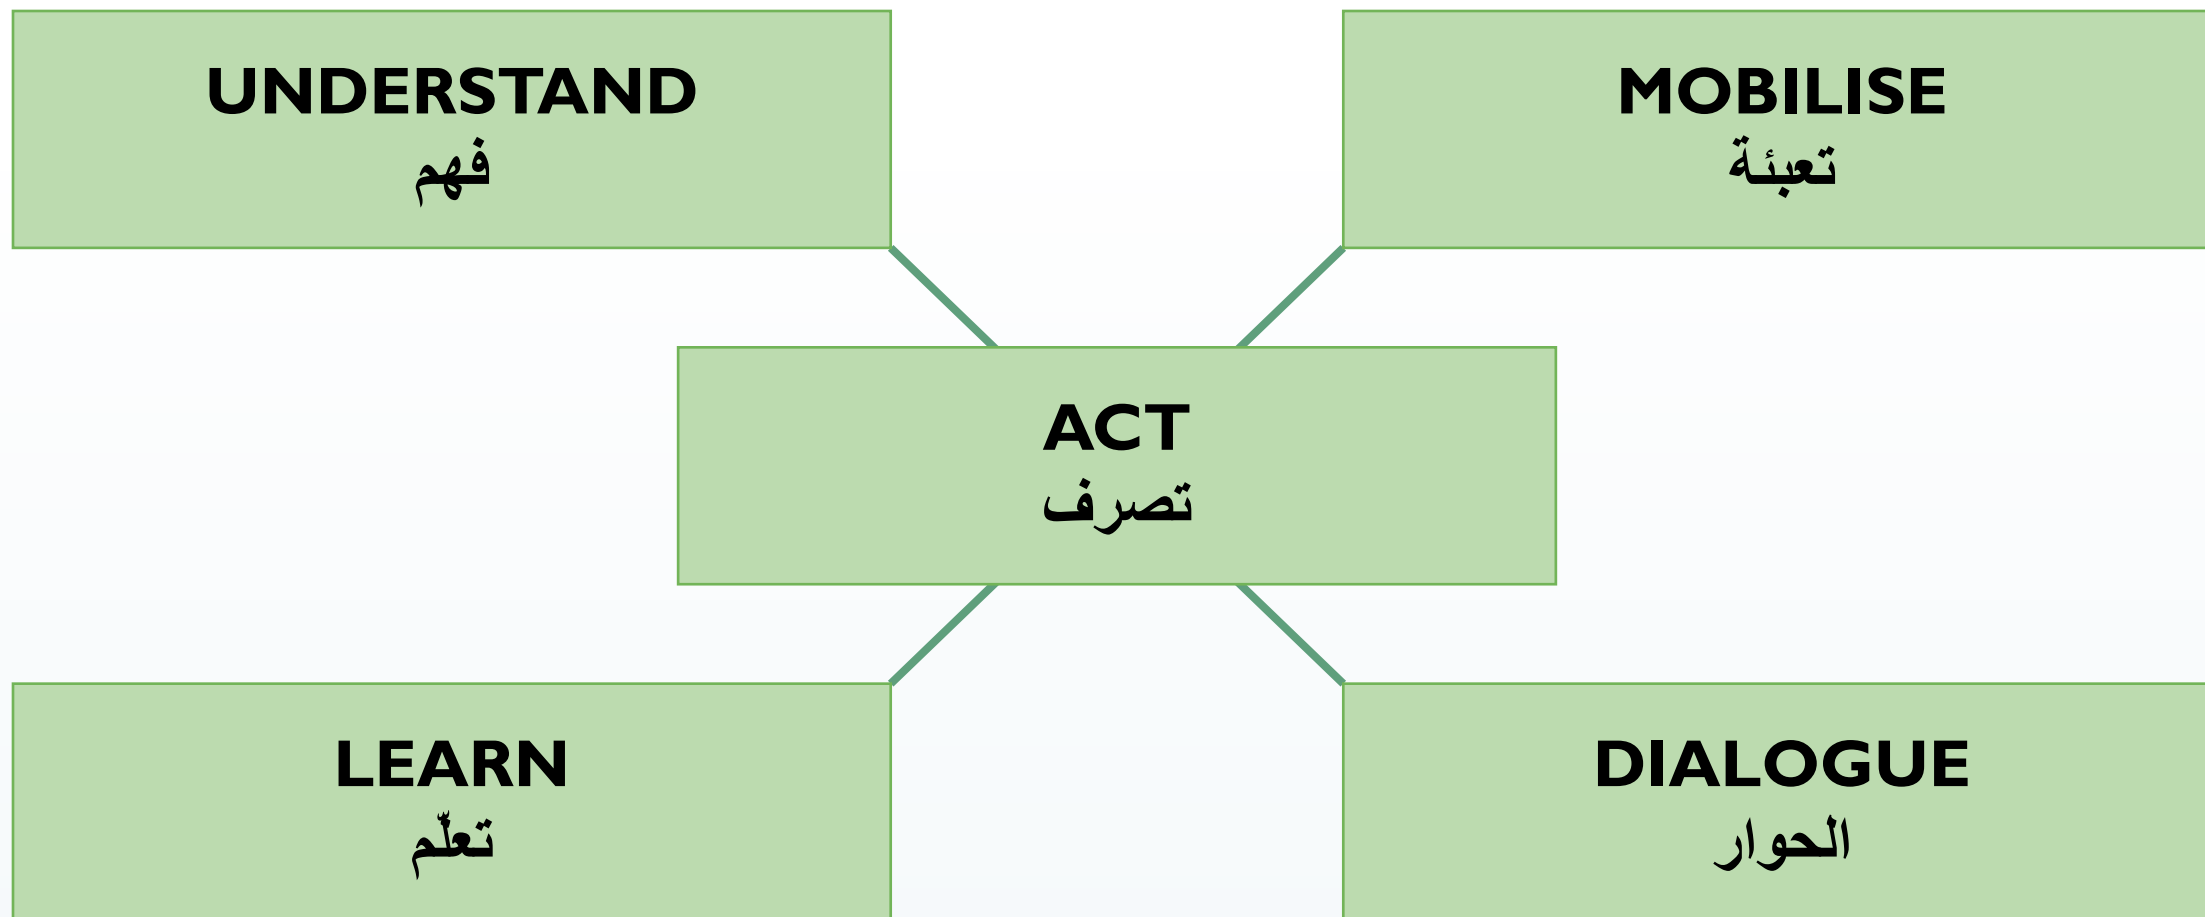 UNDERSTAND
فهم
MOBILISE
تعبئة
ACT
تصرف
LEARN
تعلّم
DIALOGUE
الحوار